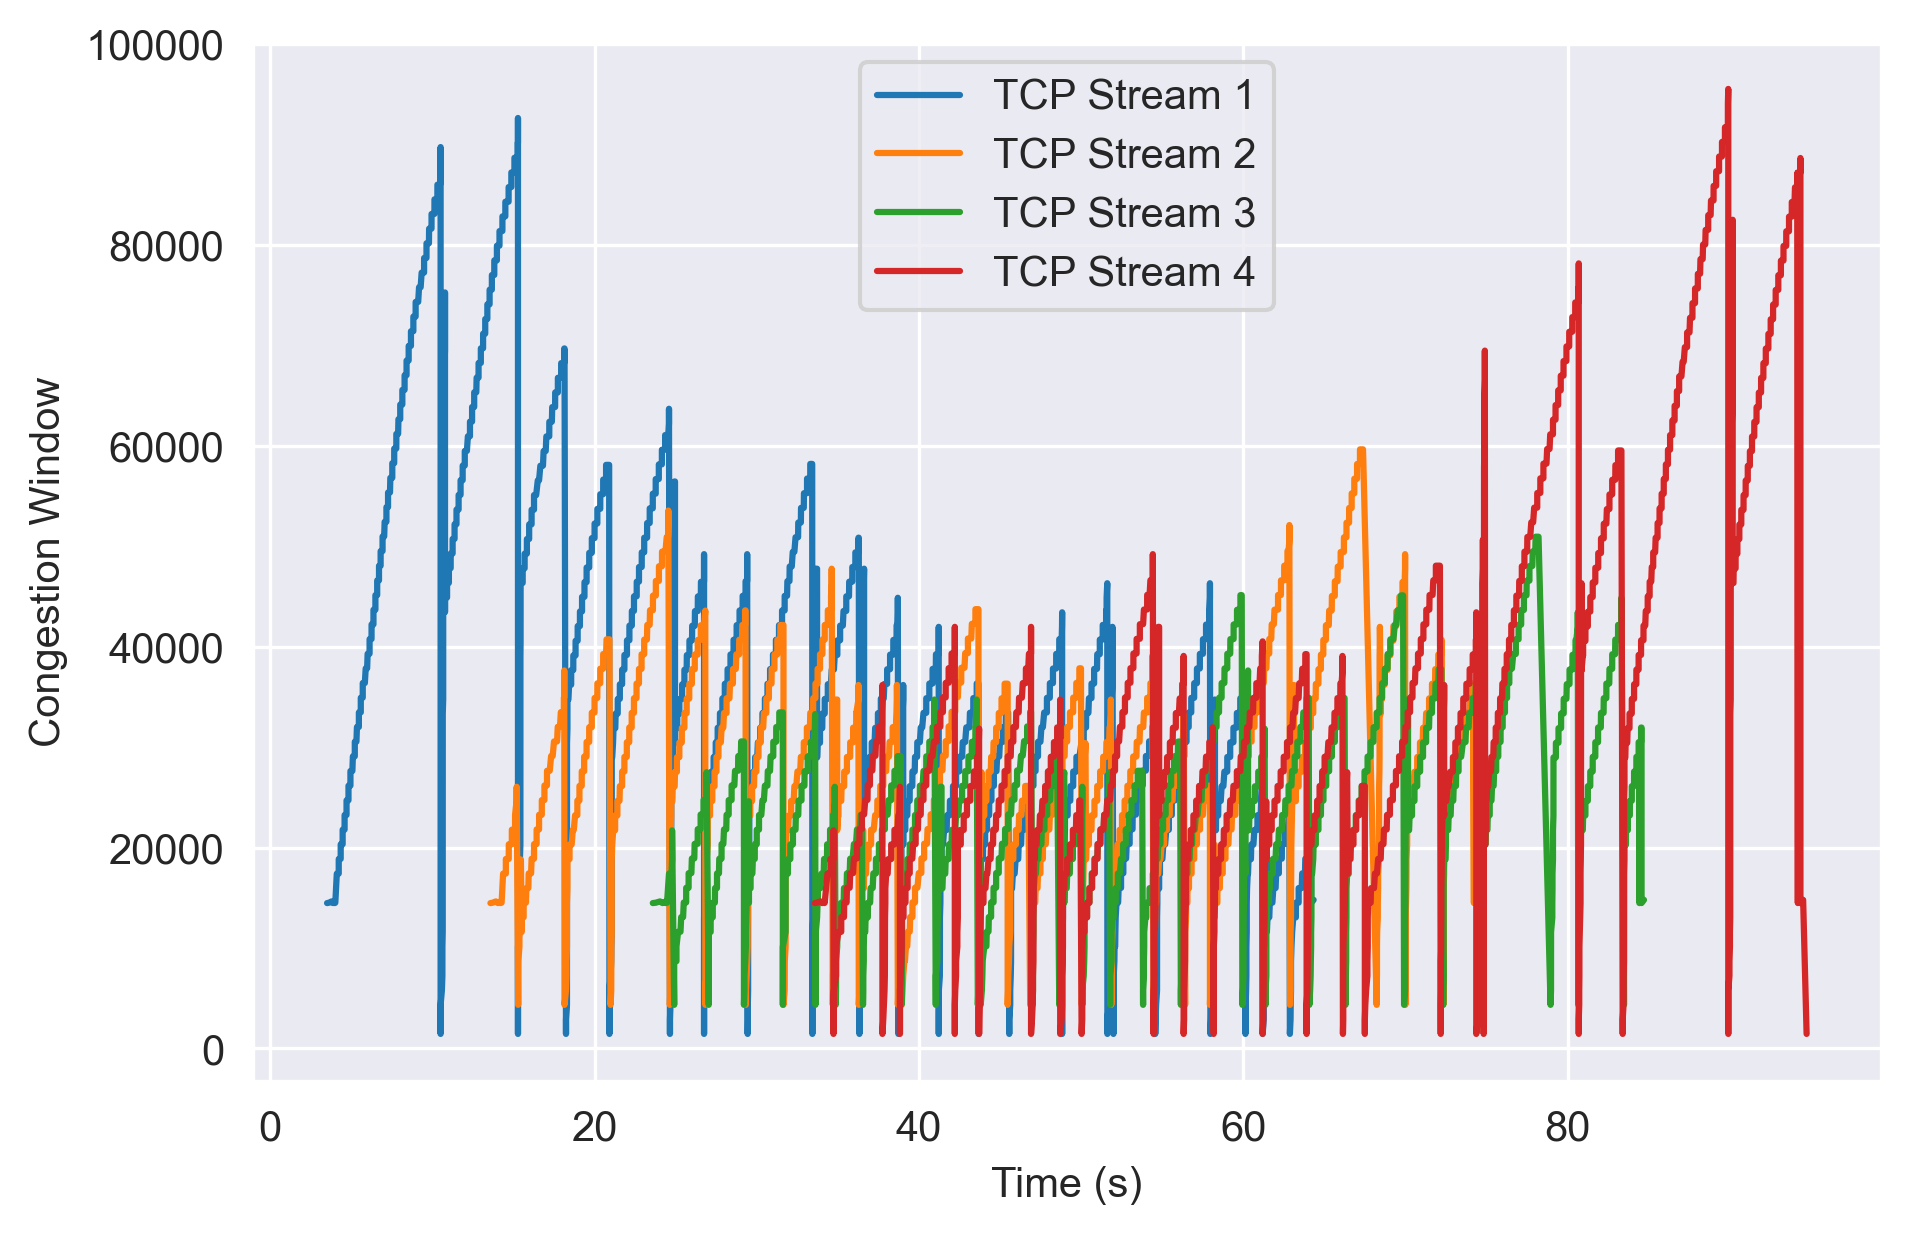 100000
80000
60000
40000
20000
0
Congestion Window
TCP Stream 1
TCP Stream 2
TCP Stream 3
TCP Stream 4
0 20 40 60 80
Time (s)